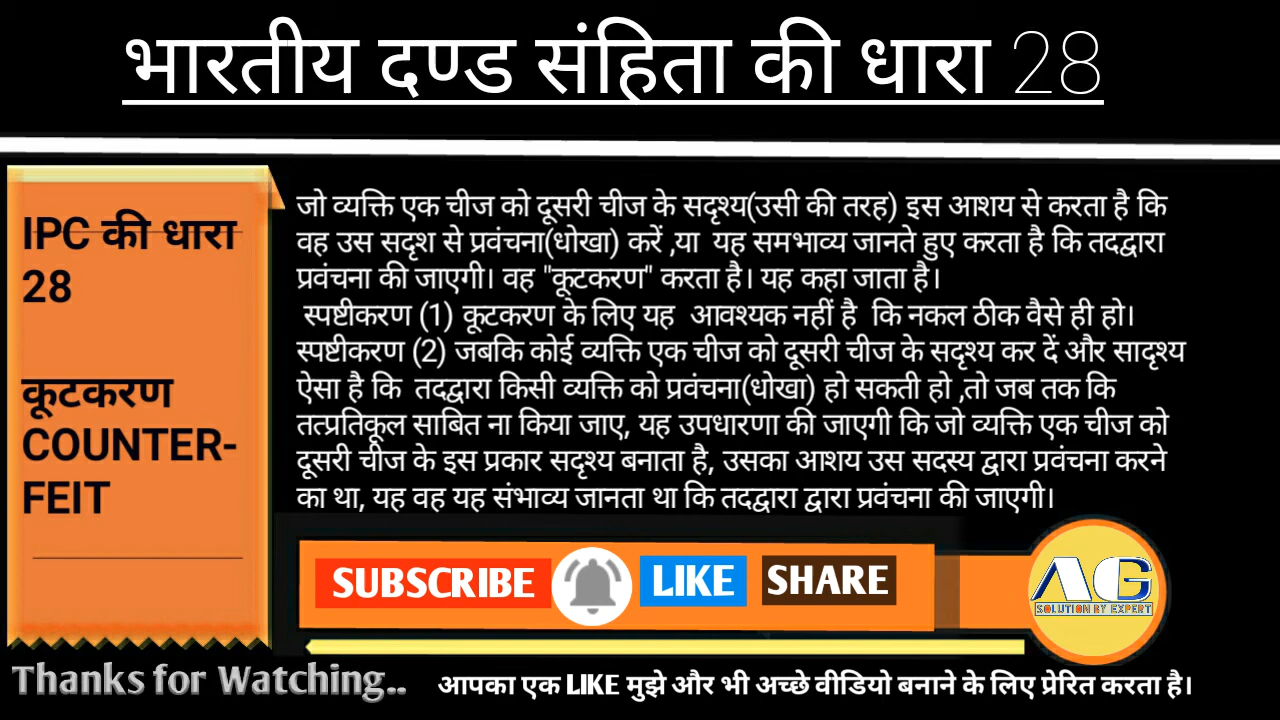 भारतीय दण्ड संहिता की धारा 28
IPC की धारा
28
कूटकरण
COUNTER-
FEIT
जो व्यक्ति एक चीज को दूसरी चीज के सदृश्य(उसी की तरह) इस आशय से करता है कि
वह उस सदृश से प्रवंचना(धोखा) करें ,या यह समभाव्य जानते हुए करता है कि तदद्वारा
प्रवंचना की जाएगी। वह "कूटकरण" करता है। यह कहा जाता है।
स्पष्टीकरण (1) कूटकरण के लिए यह आवश्यक नहीं है कि नकल ठीक वैसे ही हो।
स्पष्टीकरण (2) जबकि कोई व्यक्ति एक चीज को दूसरी चीज के सदृश्य कर दें और सादृश्य
ऐसा है कि तदद्वारा किसी व्यक्ति को प्रवंचना(धोखा) हो सकती हो ,तो जब तक कि
तत्प्रतिकूल साबित ना किया जाए, यह उपधारणा की जाएगी कि जो व्यक्ति एक चीज को
दूसरी चीज के इस प्रकार सदृश्य बनाता है, उसका आशय उस सदस्य द्वारा प्रवंचना करने
का था, यह वह यह संभाव्य जानता था कि तदद्वारा द्वारा प्रवंचना की जाएगी।
SUBSCRIBE LIKE SHARE
AG
SOLUTION BY EXPERT
Thanks for Watching..
आपका एक LIKE मुझे और भी अच्छे वीडियो बनाने के लिए प्रेरित करता है।